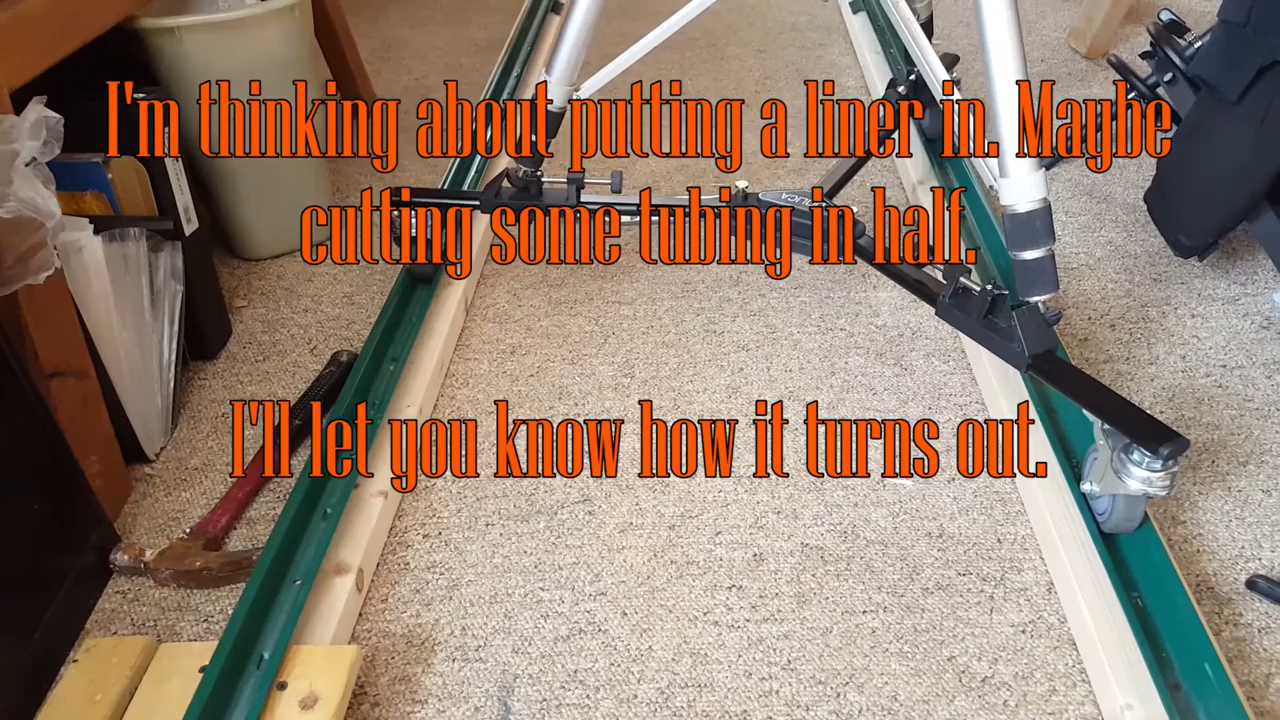 I'm thinking about putting a liner in. Maybe
cutting some tubing in half.
I'll let you know how it turns out.